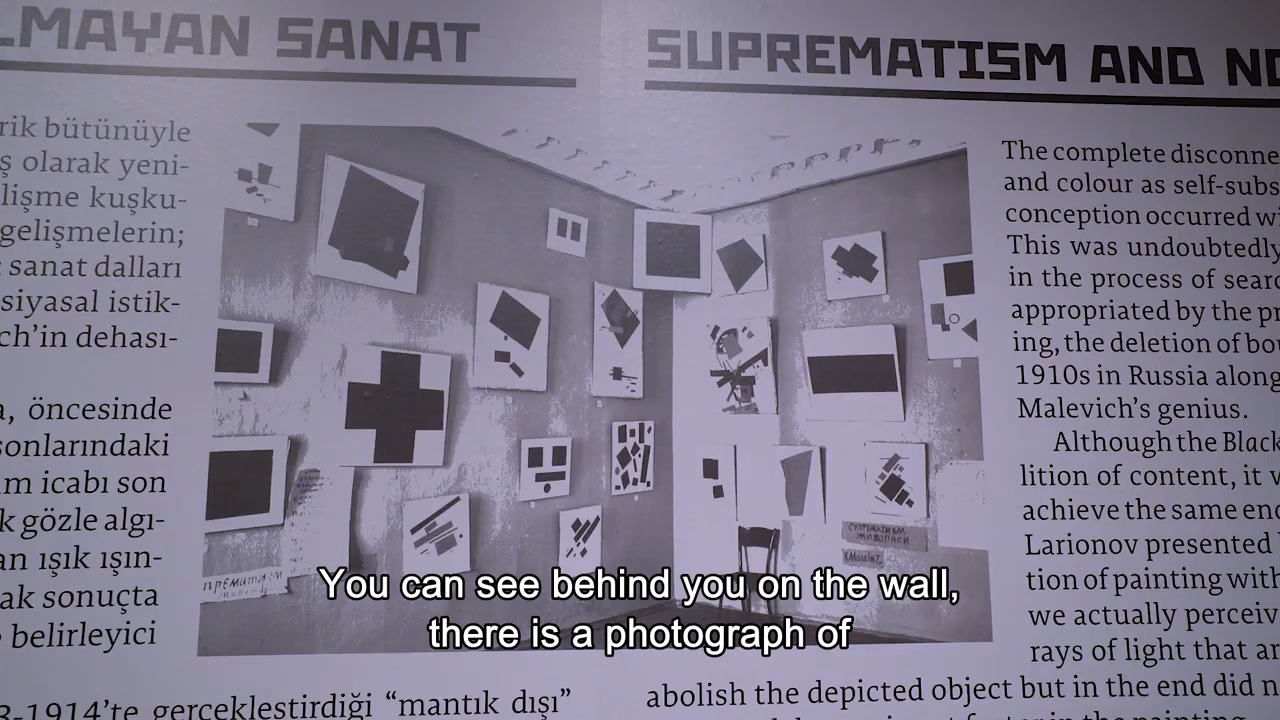 LMAYAN SANAT
rik bütünüyle
ş olarak yeni-
lişme kuşku-
gelişmelerin;
sanat dalları
siyasal istik-
ch’in dehası-
a, öncesinde
sonlarındaki
m icabı son
k gözle algı-
an ışık ışın-
ak sonuçta
belirleyici
3-1914’te gerçekleştirdiği “mantık dışı”
SUPREMATISM AND NO
The complete disconne
and colour as self-subs
conception occurred wi
This was undoubtedly
in the process of searc
appropriated by the pr
ing, the deletion of bou
1910s in Russia along
Malevich’s genius.
Although the Black
lition of content, it w
achieve the same end
Larionov presented
tion of painting with
we actually perceiv
rays of light that ar
abolish the depicted object but in the end did n
СУПРЕМАТИЗМ
ЖИВОПИСИ
You can see behind you on the wall,
there is a photograph of